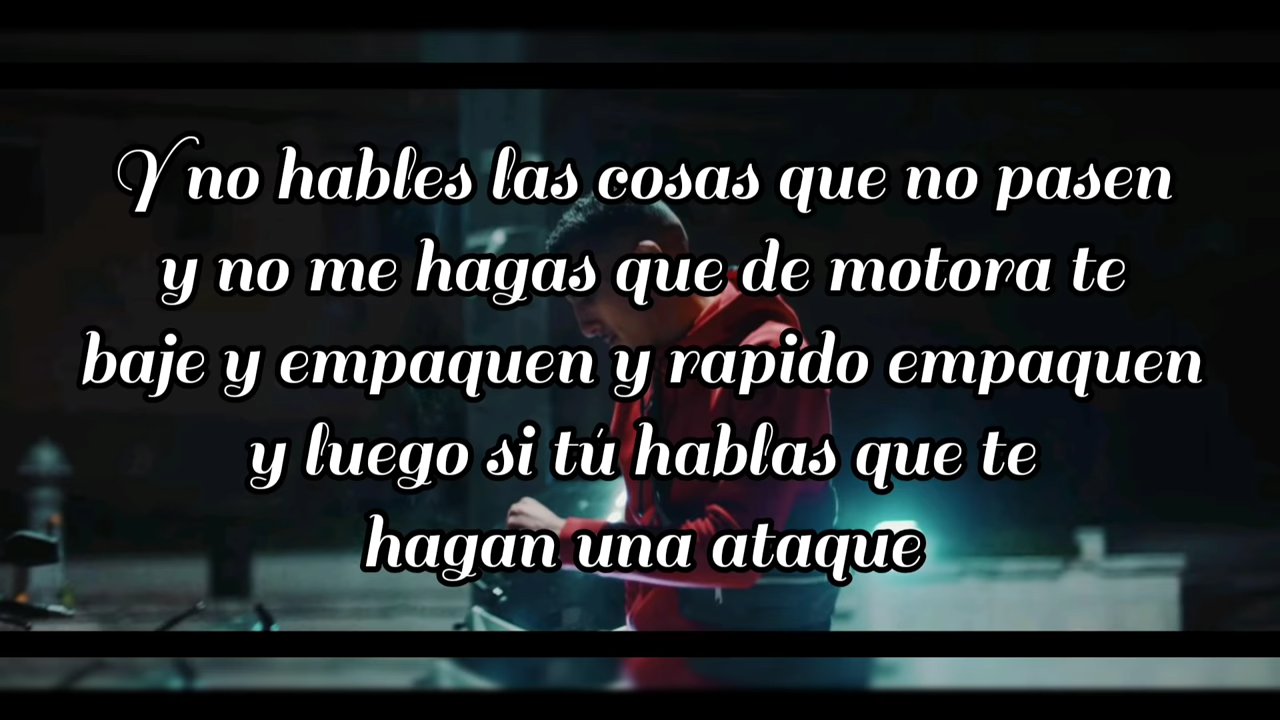 Y no hables las cosas que no pasen
y no me hagas que de motora te
baje y empaquen y rapido empaquen
y luego si tú hablas que te
hagan una ataque